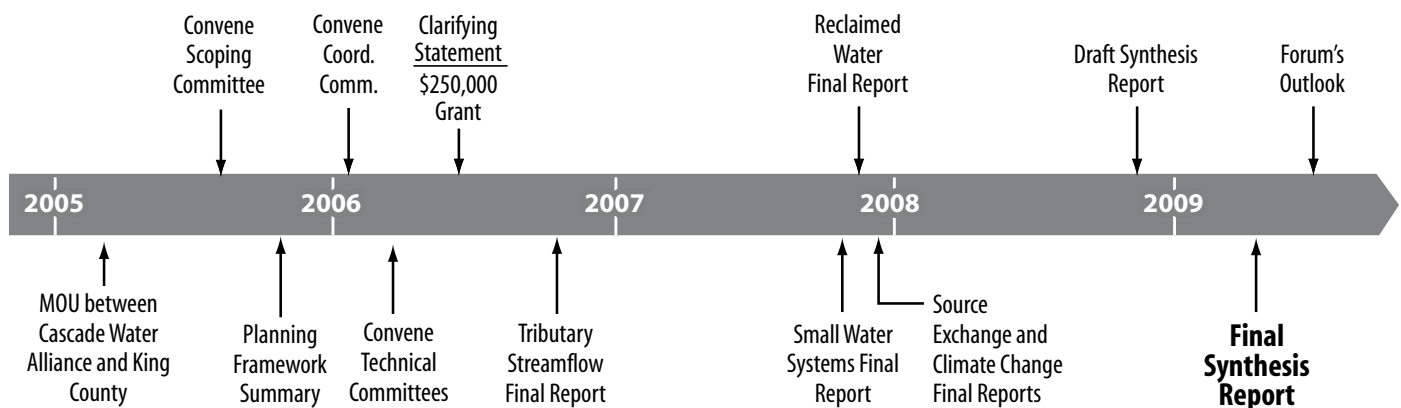 Convene
Scoping
Committee
Convene
Coord.
Comm.
Clarifying
Statement
$250,000
Grant
Reclaimed
Water
Final Report
Draft Synthesis
Report
Forum's
Outlook
2005
2006
2007
2008
2009
MOU between
Cascade Water
Alliance and King
County
Planning
Framework
Summary
Convene
Technical
Committees
Tributary
Streamflow
Final Report
Small Water
Systems Final
Report
Source
Exchange and
Climate Change
Final Reports
Final
Synthesis
Report